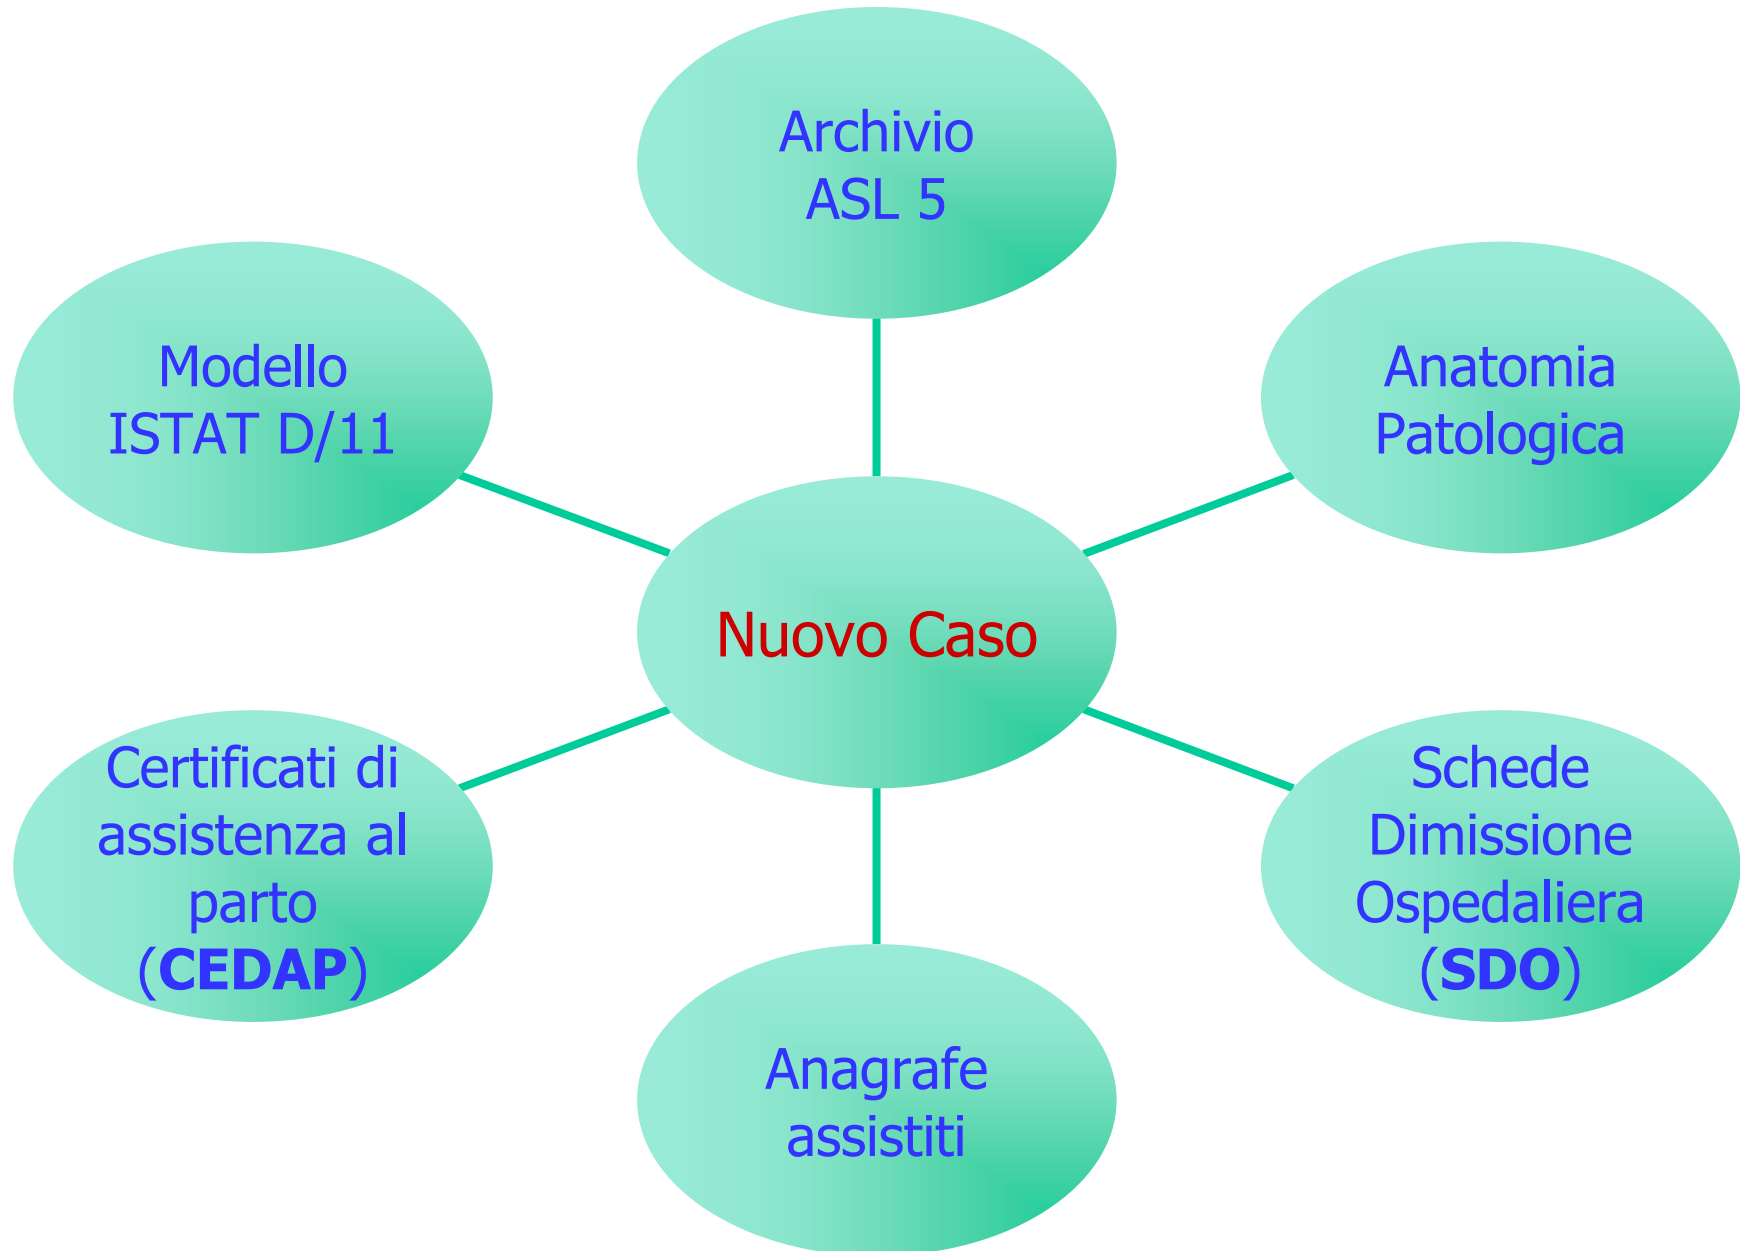 Archivio
ASL 5
Modello
ISTAT D/11
Anatomia
Patologica
Nuovo Caso
Certificati di
assistenza al
parto
(CEDAP)
Schede
Dimissione
Ospedaliera
(SDO)
Anagrafe
assistiti